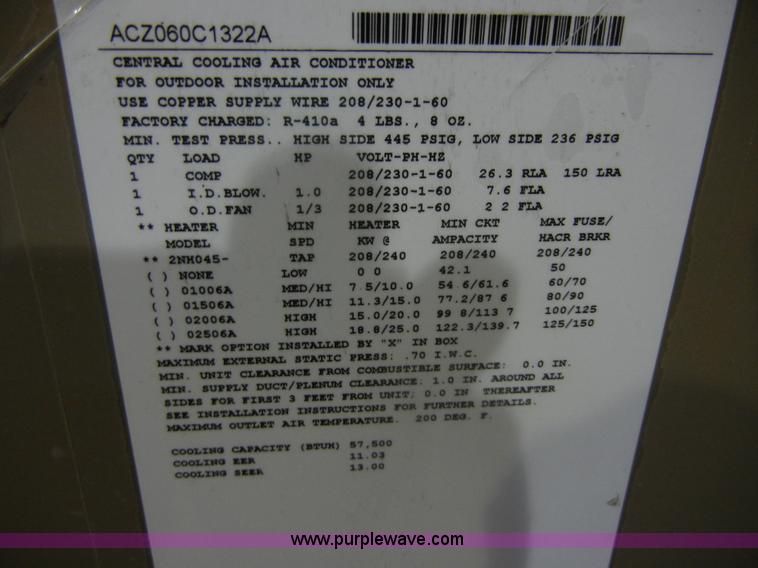 ACZ060C1322A
CENTRAL COOLING AIR CONDITIONER
FOR OUTDOOR INSTALLATION ONLY
USE COPPER SUPPLY WIRE 208/230-1-60
FACTORY CHARGED: R-410a 4 LBS., 8 OZ.
MIN. TEST PRESS.. HIGH SIDE 445 PSIG, LOW SIDE 236 PSIG
QTY LOAD HP VOLT-PH-HZ
1 COMP 208/230-1-60 26.3 RLA 150 LRA
1 I.D.BLOW. 1.0 208/230-1-60 7.6 FLA
1 O.D.FAN 1/3 208/230-1-60 2 2 FLA
** HEATER MIN HEATER MIN CKT MAX FUSE/
MODEL SPD KW @ AMPACITY HACR BRKR
** 2NH045- TAP 208/240 208/240 208/240
( ) NONE LOW 0 0 42.1 50
( ) 01006A MED/HI 7 5/10.0 54 6/61.6 60/70
( ) 01506A MED/HI 11.3/15.0 77.2/87 6 80/90
( ) 02006A HIGH 15.0/20.0 99 8/113 7 100/125
( ) 02506A HIGH 18.8/25.0 122.3/139.7 125/150
** MARK OPTION INSTALLED BY "X" IN BOX
MAXIMUM EXTERNAL STATIC PRESS: .70 I.W.C.
MIN. UNIT CLEARANCE FROM COMBUSTIBLE SURFACE: 0.0 IN.
MIN. SUPPLY DUCT/PLENUM CLEARANCE: 1.0 IN. AROUND ALL
SIDES FOR FIRST 3 FEET FROM UNIT; 0.0 IN THEREAFTER
SEE INSTALLATION INSTRUCTIONS FOR FURTHER DETAILS.
MAXIMUM OUTLET AIR TEMPERATURE. 200 DEG. F.
COOLING CAPACITY (BTUH) 57,500
COOLING EER 11.03
COOLING SEER 13.00
www.purplewave.com